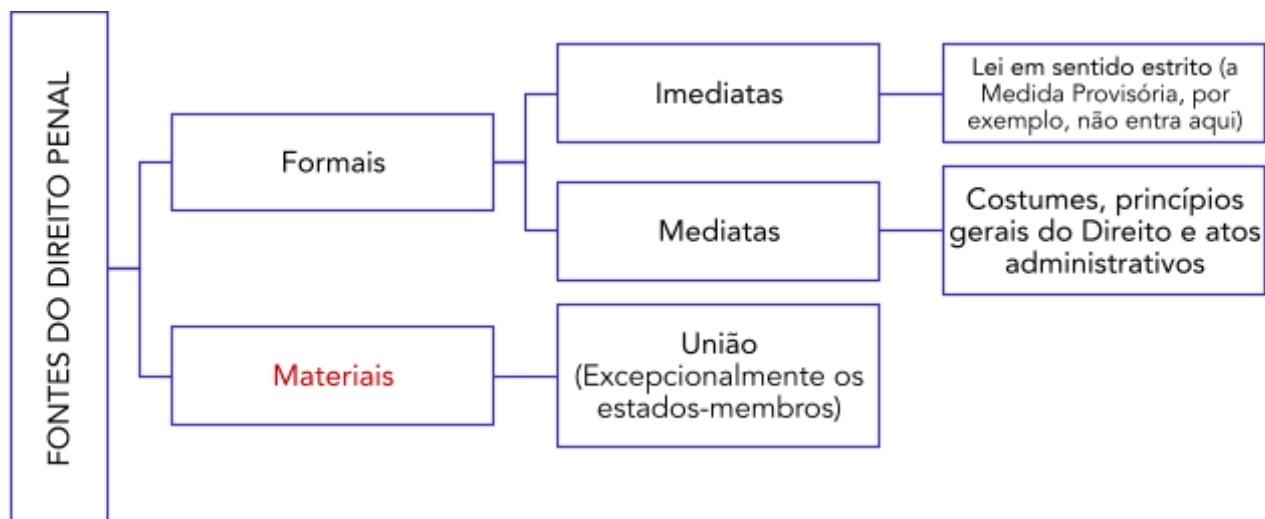 FONTES DO DIREITO PENAL
Formais
Imediatas
Lei em sentido estrito (a
Medida Provisória, por
exemplo, não entra aqui)
Mediatas
Costumes, princípios
gerais do Direito e atos
administrativos
Materiais
União
(Excepcionalmente os
estados-membros)